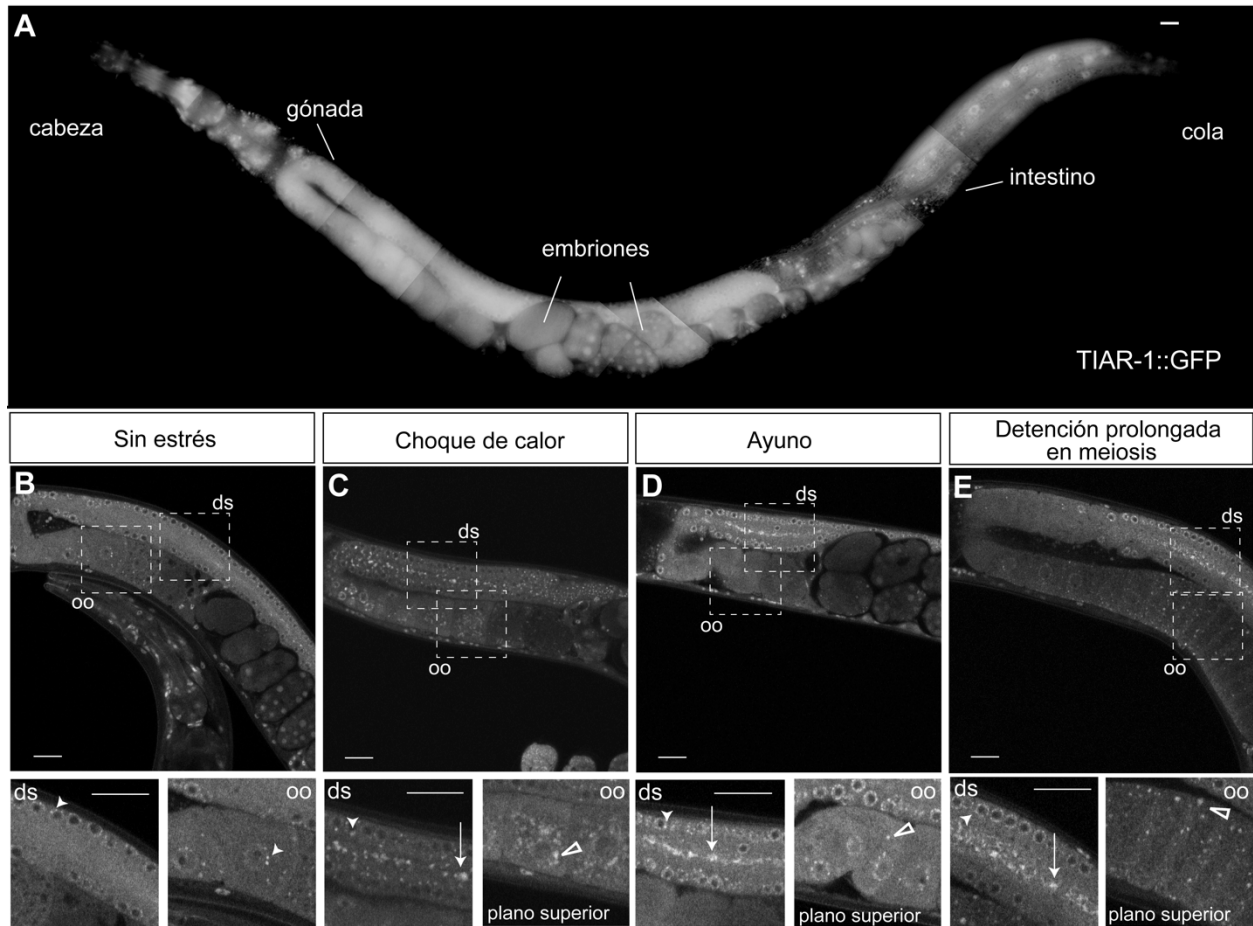 A
cabeza
gónada
embriones
intestino
cola
TIAR-1::GFP
Sin estrés
Choque de calor
Ayuno
Detención prolongada
en meiosis
B
ds
oo
C
ds
oo
D
ds
oo
E
ds
oo
ds
oo
ds
oo
plano superior
ds
oo
plano superior
ds
oo
plano superior